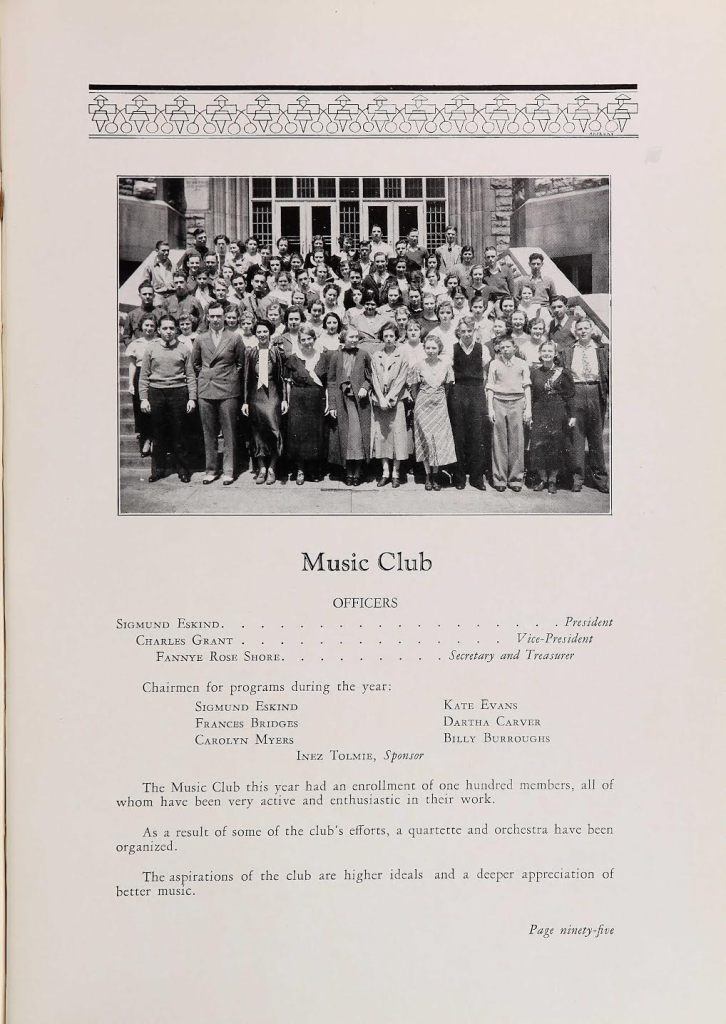 Music Club
OFFICERS
Sigmund Eskind. . . . . . . . . . . . . . . . . . President
Charles Grant . . . . . . . . . . . . . . Vice-President
Fannye Rose Shore. . . . . . . . . Secretary and Treasurer
Chairmen for programs during the year:
Sigmund Eskind Kate Evans
Frances Bridges Dartha Carver
Carolyn Myers Billy Burroughs
Inez Tolmie, Sponsor
The Music Club this year had an enrollment of one hundred members, all of
whom have been very active and enthusiastic in their work.
As a result of some of the club's efforts, a quartette and orchestra have been
organized.
The aspirations of the club are higher ideals and a deeper appreciation of
better music.
Page ninety-five